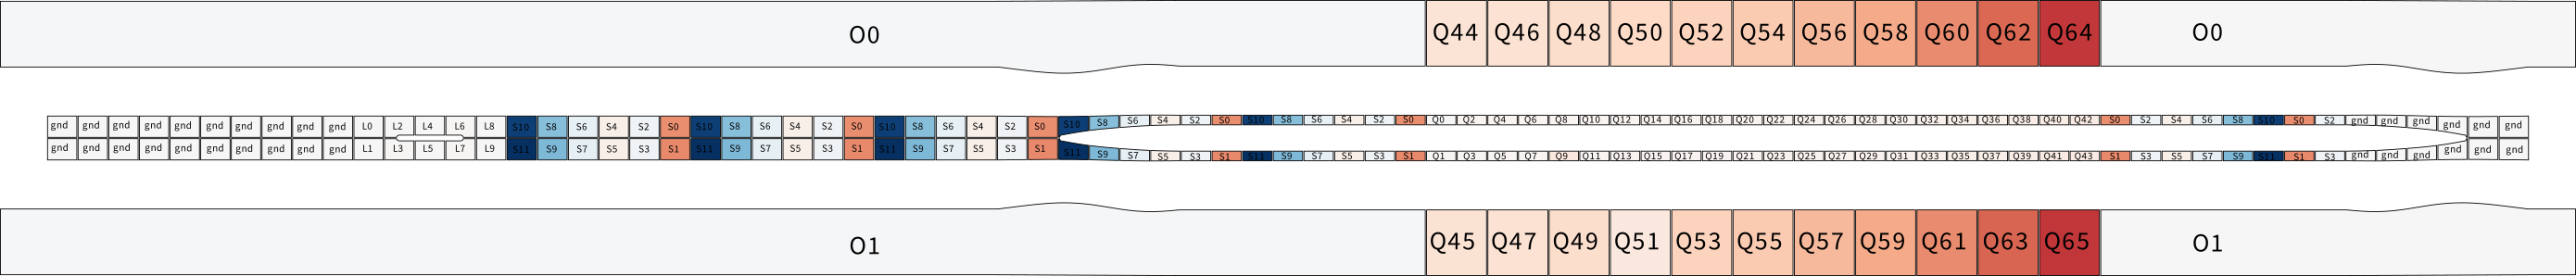 O0 Q44 Q46 Q48 Q50 Q52 Q54 Q56 Q58 Q60 Q62 Q64 O0
gnd gnd gnd gnd gnd gnd gnd gnd gnd gnd L0 L2 L4 L6 L8 S10 S8 S6 S4 S2 S0 S10 S8 S6 S4 S2 S0 S10 S8 S6 S4 S2 S0 S10 S8 S6 S4 S2 S0 S10 S8 S6 S4 S2 S0 Q0 Q2 Q4 Q6 Q8 Q10 Q12 Q14 Q16 Q18 Q20 Q22 Q24 Q26 Q28 Q30 Q32 Q34 Q36 Q38 Q40 Q42 S0 S2 S4 S6 S8 S10 S0 S2 gnd gnd gnd gnd gnd gnd
gnd gnd gnd gnd gnd gnd gnd gnd gnd gnd L1 L3 L5 L7 L9 S11 S9 S7 S5 S3 S1 S11 S9 S7 S5 S3 S1 S11 S9 S7 S5 S3 S1 S11 S9 S7 S5 S3 S1 S11 S9 S7 S5 S3 S1 Q1 Q3 Q5 Q7 Q9 Q11 Q13 Q15 Q17 Q19 Q21 Q23 Q25 Q27 Q29 Q31 Q33 Q35 Q37 Q39 Q41 Q43 S1 S3 S5 S7 S9 S11 S1 S3 gnd gnd gnd gnd gnd gnd
O1 Q45 Q47 Q49 Q51 Q53 Q55 Q57 Q59 Q61 Q63 Q65 O1